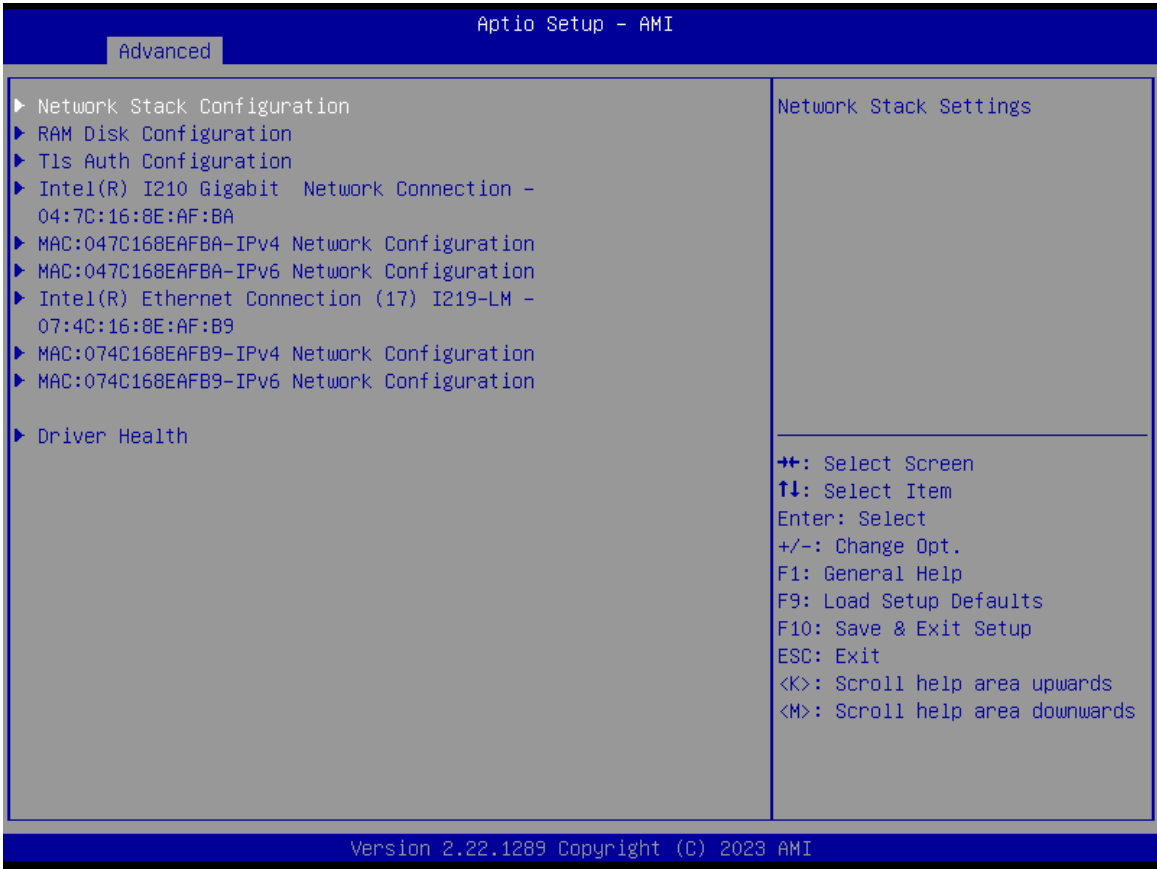 Aptio Setup – AMI
Advanced
▶ Network Stack Configuration
▶ RAM Disk Configuration
▶ Tls Auth Configuration
▶ Intel(R) I210 Gigabit  Network Connection –
04:7C:16:8E:AF:BA
▶ MAC:047C168EAFBA–IPv4 Network Configuration
▶ MAC:047C168EAFBA–IPv6 Network Configuration
▶ Intel(R) Ethernet Connection (17) I219–LM –
07:4C:16:8E:AF:B9
▶ MAC:074C168EAFB9–IPv4 Network Configuration
▶ MAC:074C168EAFB9–IPv6 Network Configuration
▶ Driver Health
Network Stack Settings
→←: Select Screen
↑↓: Select Item
Enter: Select
+/–: Change Opt.
F1: General Help
F9: Load Setup Defaults
F10: Save & Exit Setup
ESC: Exit
<K>: Scroll help area upwards
<M>: Scroll help area downwards
Version 2.22.1289 Copyright (C) 2023 AMI